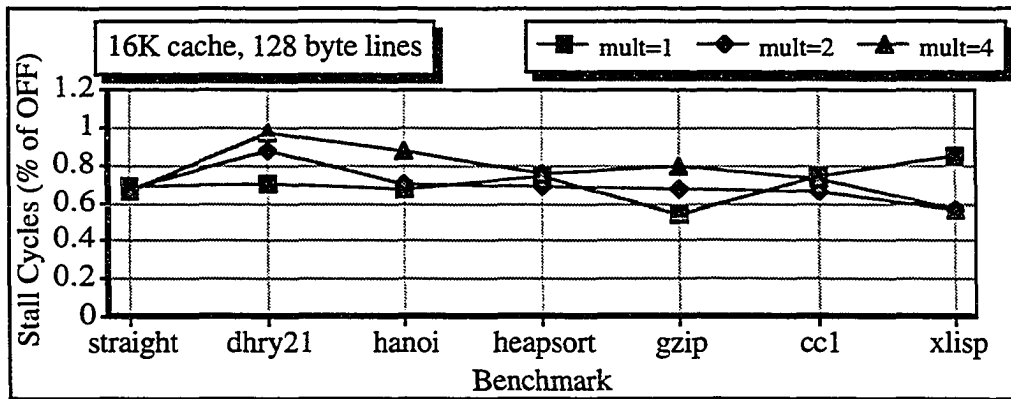 16K cache, 128 byte lines
mult=1 mult=2 mult=4
Stall Cycles (% of OFF)
1.2
1
0.8
0.6
0.4
0.2
0
straight dhry21 hanoi heapsort gzip cc1 xlisp
Benchmark